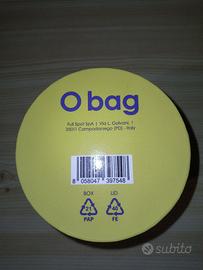 O bag
Full Spot SpA | Via L. Galvani, 1
35011 Campodarsego (PD) - Italy
8 058047 397548
BOX LID
21 40
PAP FE
subito